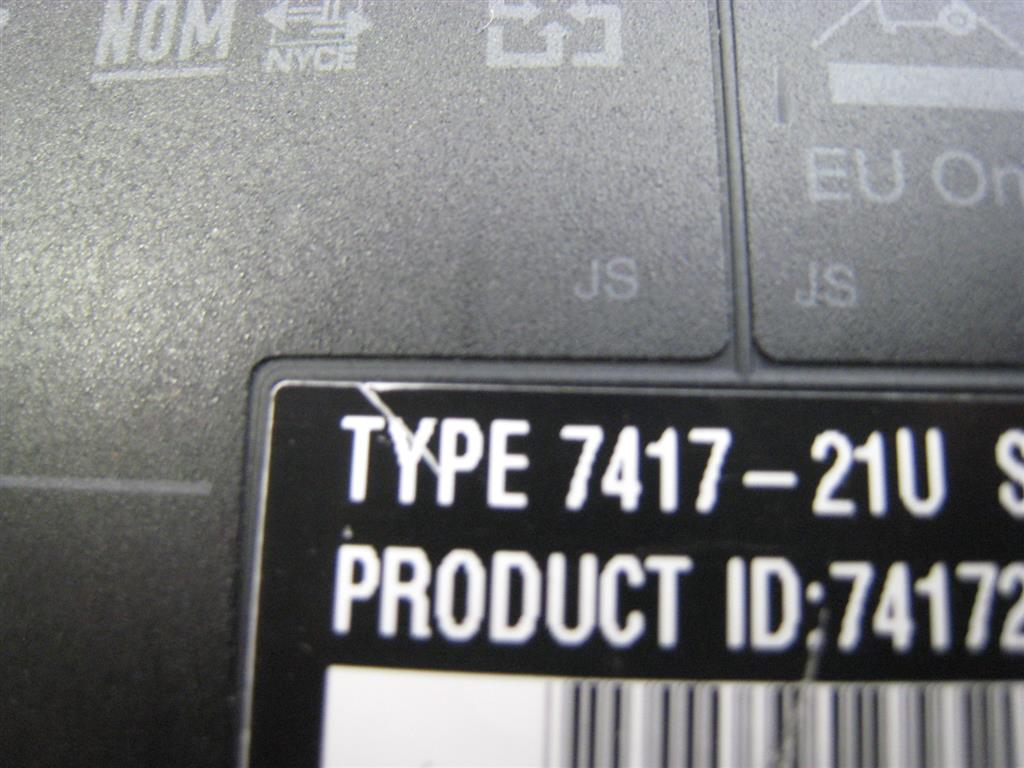 NOM NYCE
EU On
JS JS
TYPE 7417-21U S
PRODUCT ID:74172